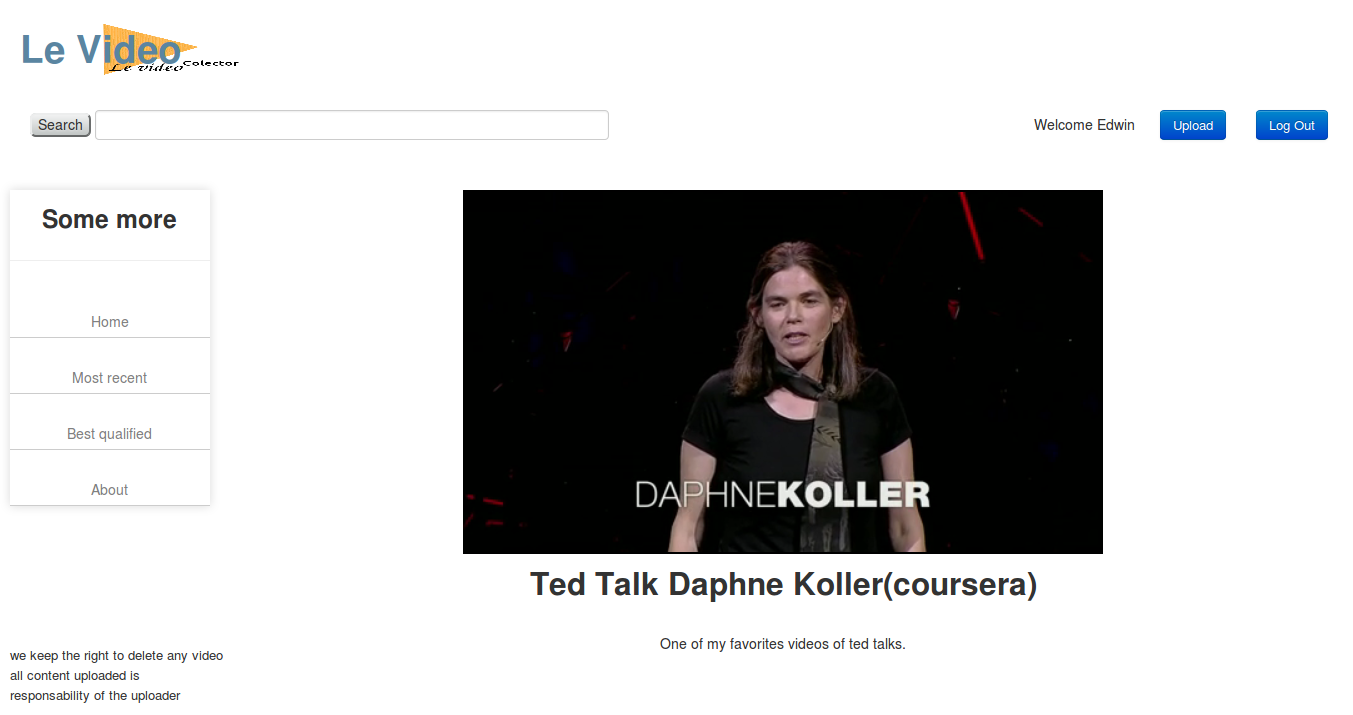 Le Video
Le video Colector
Search
Welcome Edwin
Upload
Log Out
Some more
Home
Most recent
Best qualified
About
DAPHNEKOLLER
Ted Talk Daphne Koller(coursera)
One of my favorites videos of ted talks.
we keep the right to delete any video
all content uploaded is
responsability of the uploader